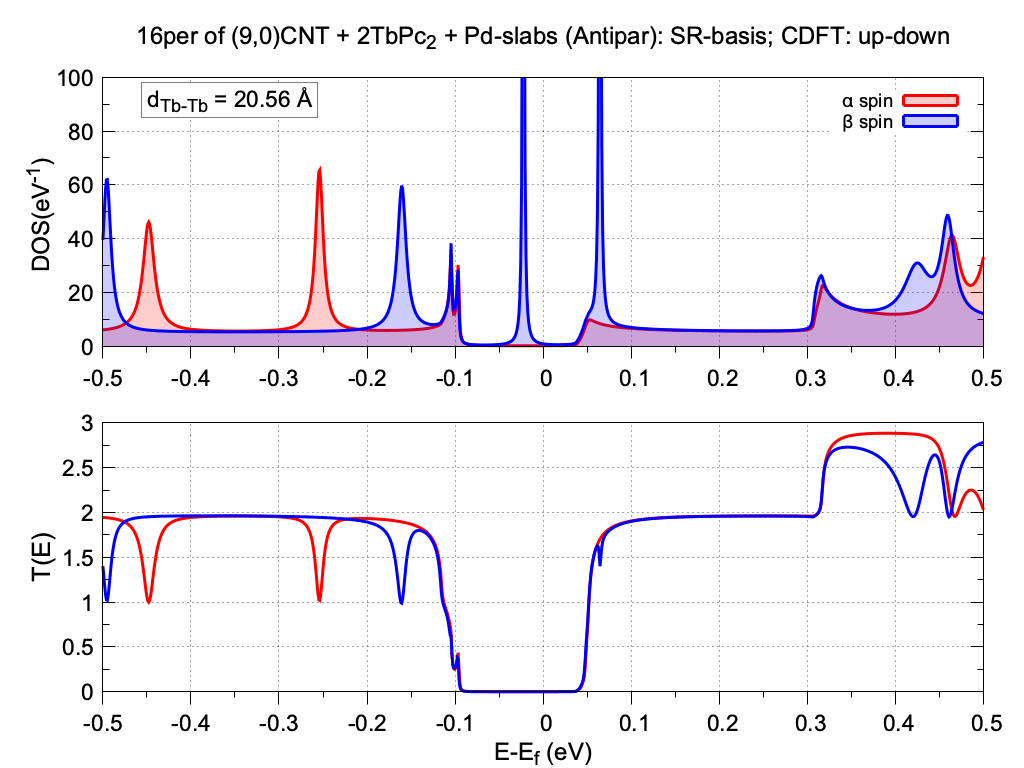 16per of (9,0)CNT + 2TbPc2 + Pd-slabs (Antipar): SR-basis; CDFT: up-down
dTb-Tb = 20.56 Å
α spin
β spin
DOS(eV-1)
100
80
60
40
20
0
-0.5 -0.4 -0.3 -0.2 -0.1 0 0.1 0.2 0.3 0.4 0.5
T(E)
3
2.5
2
1.5
1
0.5
0
-0.5 -0.4 -0.3 -0.2 -0.1 0 0.1 0.2 0.3 0.4 0.5
E-Ef (eV)